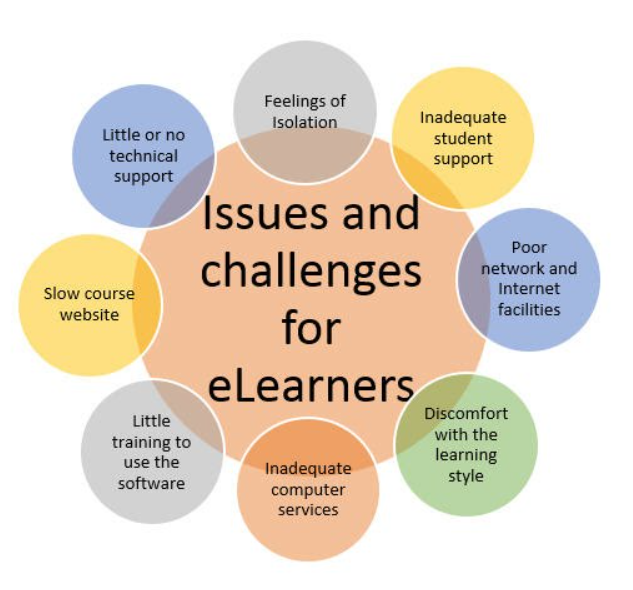 Feelings of
Isolation
Inadequate
student
support
Poor
network and
Internet
facilities
Discomfort
with the
learning
style
Inadequate
computer
services
Little
training to
use the
software
Slow course
website
Little or no
technical
support
Issues and
challenges
for
eLearners